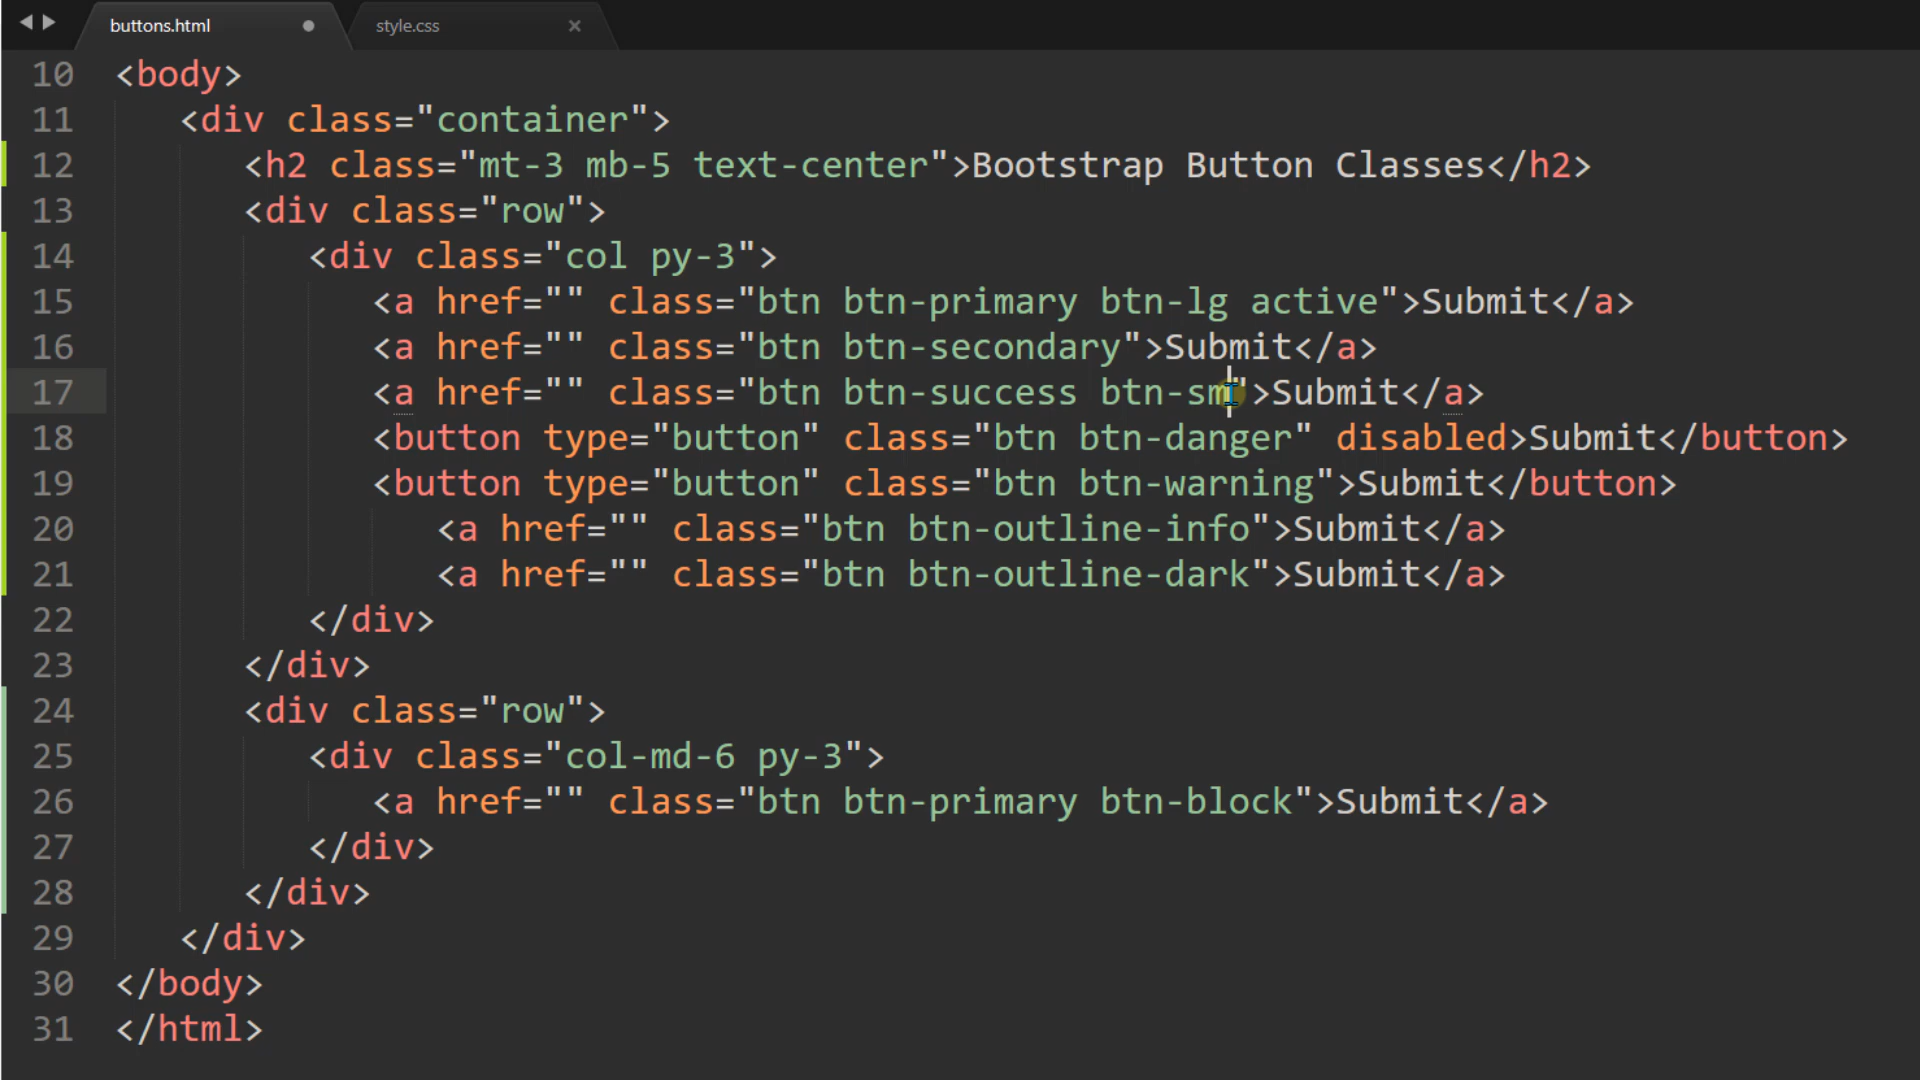 buttons.html
style.css
10 <body>
11 <div class="container">
12 <h2 class="mt-3 mb-5 text-center">Bootstrap Button Classes</h2>
13 <div class="row">
14 <div class="col py-3">
15 <a href="" class="btn btn-primary btn-lg active">Submit</a>
16 <a href="" class="btn btn-secondary">Submit</a>
17 <a href="" class="btn btn-success btn-sm">Submit</a>
18 <button type="button" class="btn btn-danger" disabled>Submit</button>
19 <button type="button" class="btn btn-warning">Submit</button>
20 <a href="" class="btn btn-outline-info">Submit</a>
21 <a href="" class="btn btn-outline-dark">Submit</a>
22 </div>
23 </div>
24 <div class="row">
25 <div class="col-md-6 py-3">
26 <a href="" class="btn btn-primary btn-block">Submit</a>
27 </div>
28 </div>
29 </div>
30 </body>
31 </html>